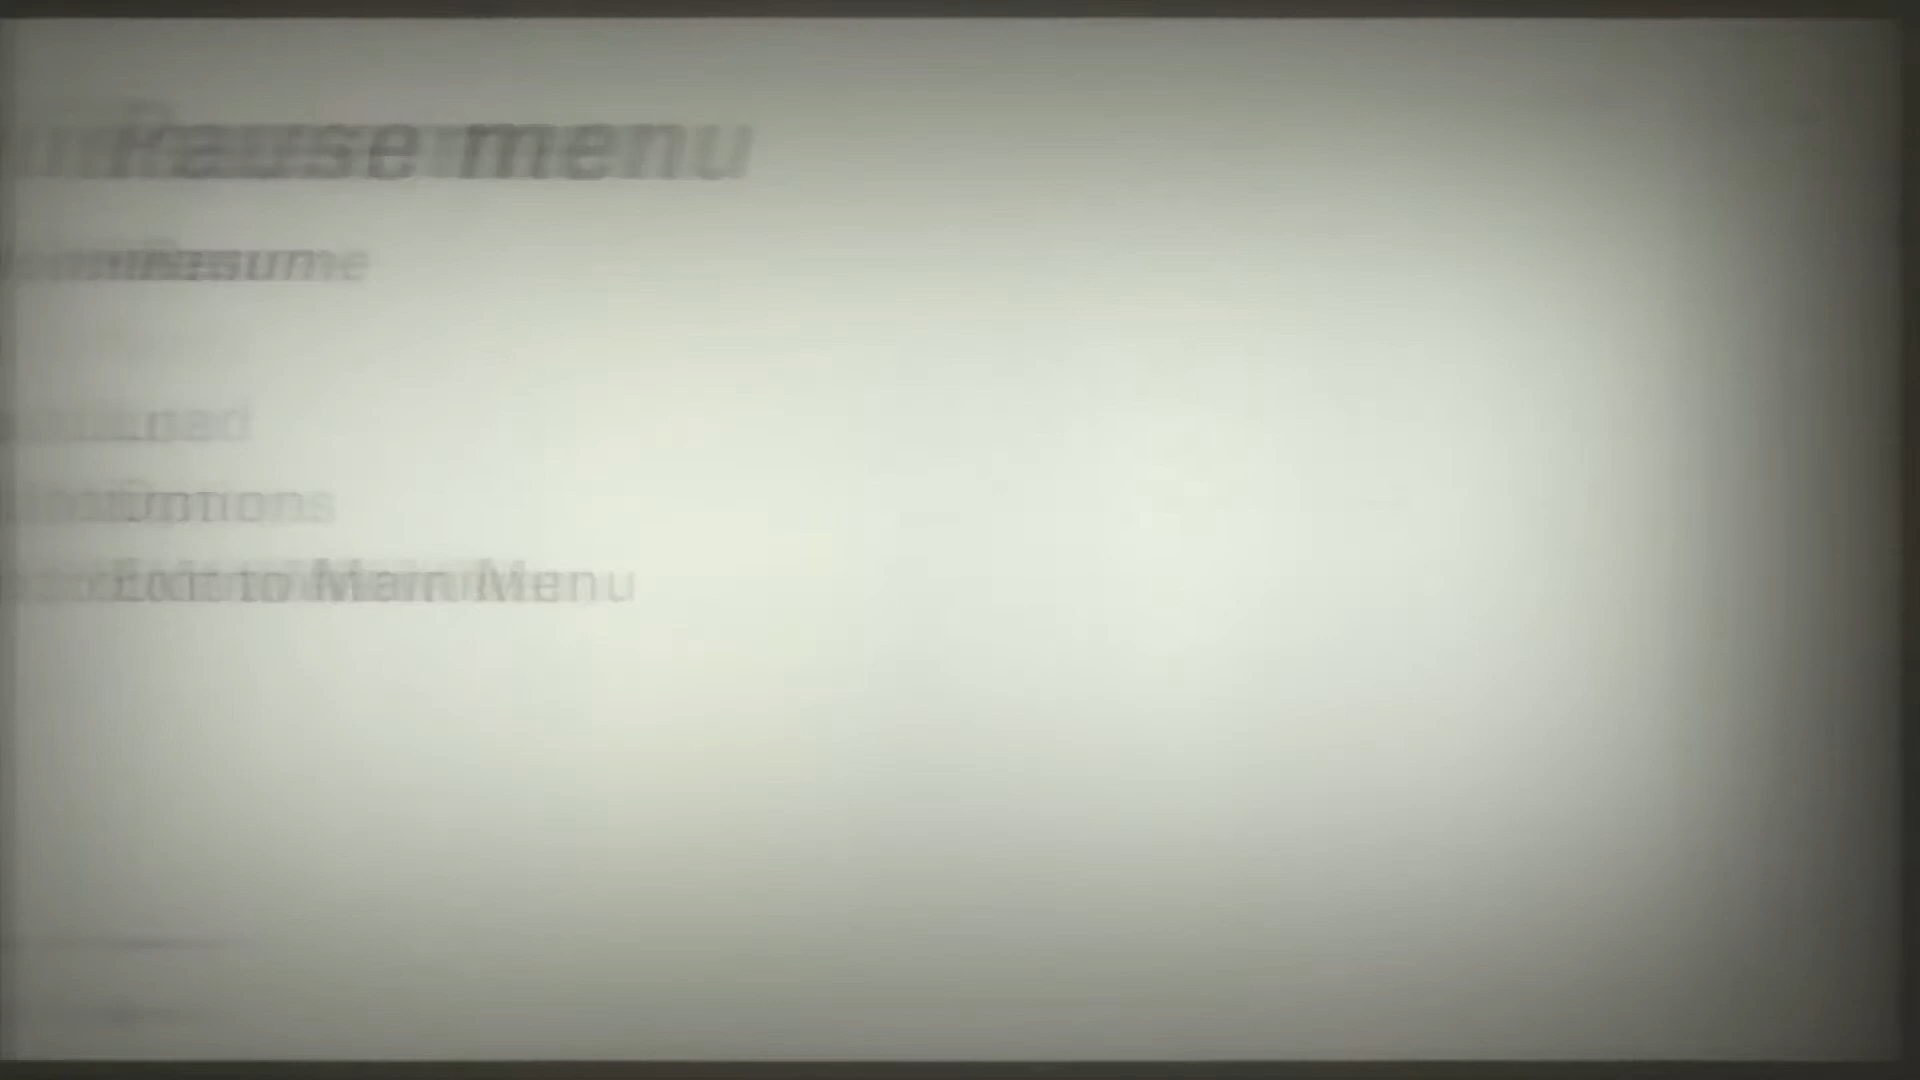 Pause menu
Resume
Load
Options
Exit to Main Menu